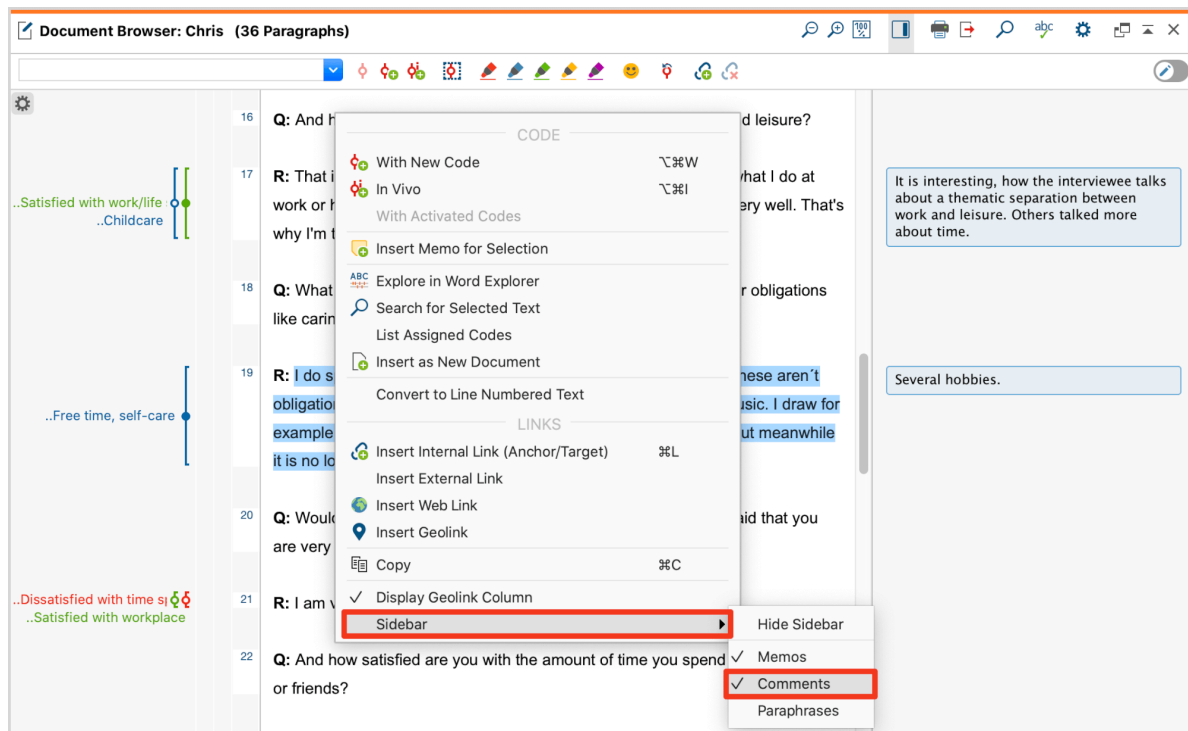 Document Browser: Chris (36 Paragraphs)
100
%
abc
16
Q: And h
d leisure?
17
R: That i
hat I do at
work or h
ery well. That's
why I'm t
..Satisfied with work/life
..Childcare
It is interesting, how the interviewee talks
about a thematic separation between
work and leisure. Others talked more
about time.
18
Q: What
r obligations
like carin
19
R: I do s
hese aren´t
obligation
usic. I draw for
example
ut meanwhile
it is no lo
..Free time, self-care
Several hobbies.
20
Q: Would
aid that you
are very
..Dissatisfied with time s
..Satisfied with workplace
21
R: I am v
22
Q: And how satisfied are you with the amount of time you spend
or friends?
CODE
With New Code ⌥⌘W
In Vivo ⌥⌘I
With Activated Codes
Insert Memo for Selection
ABC
Explore in Word Explorer
Search for Selected Text
List Assigned Codes
Insert as New Document
Convert to Line Numbered Text
LINKS
Insert Internal Link (Anchor/Target) ⌘L
Insert External Link
Insert Web Link
Insert Geolink
Copy ⌘C
✓ Display Geolink Column
Sidebar
Hide Sidebar
✓ Memos
✓ Comments
Paraphrases